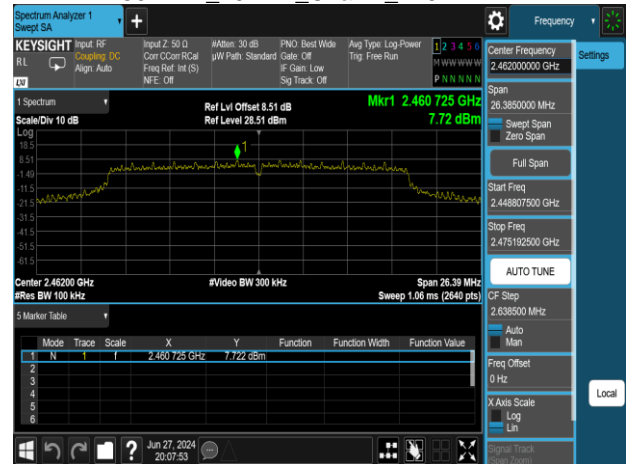 Spectrum Analyzer 1
Swept SA
Frequency
KEYSIGHT
RL
Input: RF
Coupling: DC
Align: Auto
Input Z: 50 Ω
Corr CCorr RCal
Freq Ref: Int (S)
NFE: Off
#Atten: 30 dB
µW Path: Standard
PNO: Best Wide
Gate: Off
IF Gain: Low
Sig Track: Off
Avg Type: Log-Power
Trig: Free Run
1 2 3 4 5 6
M W W W W W
P N N N N N
1 Spectrum
Scale/Div 10 dB
Ref Lvl Offset 8.51 dB
Ref Level 28.51 dBm
Mkr1 2.460 725 GHz
7.72 dBm
Log
18.5
8.51
-1.49
-11.5
-21.5
-31.5
-41.5
-51.5
-61.5
1
Center 2.46200 GHz
#Res BW 100 kHz
#Video BW 300 kHz
Span 26.39 MHz
Sweep 1.06 ms (2640 pts)
5 Marker Table
Mode Trace Scale X Y Function Function Width Function Value
1 N 1 f 2.460 725 GHz 7.722 dBm
2
3
4
5
6
Jun 27, 2024
20:07:53
Center Frequency
2.462000000 GHz
Settings
Span
26.3850000 MHz
Swept Span
Zero Span
Full Span
Start Freq
2.448807500 GHz
Stop Freq
2.475192500 GHz
AUTO TUNE
CF Step
2.638500 MHz
Auto
Man
Freq Offset
0 Hz
X Axis Scale
Log
Lin
Local
Signal Track
(Span Zoom)